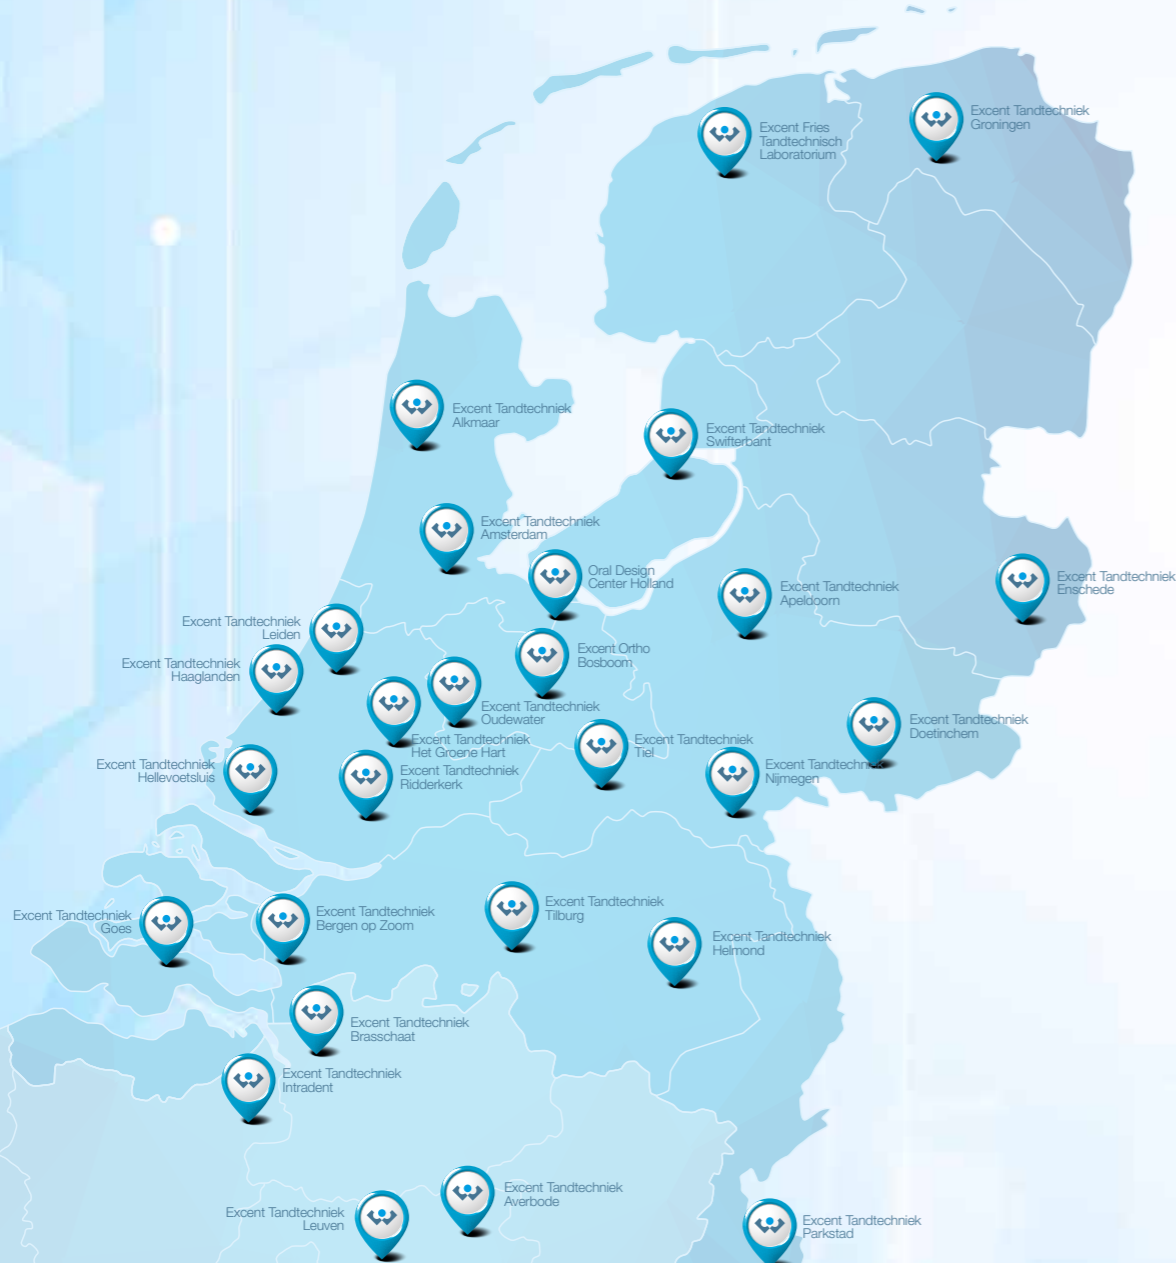 Excent Tandtechniek
Groningen
Excent Fries
Tandtechnisch
Laboratorium
Excent Tandtechniek
Alkmaar
Excent Tandtechniek
Swifterbant
Excent Tandtechniek
Amsterdam
Oral Design
Center Holland
Excent Tandtechniek
Apeldoorn
Excent Tandtechniek
Enschede
Excent Tandtechniek
Leiden
Excent Tandtechniek
Haaglanden
Excent Ortho
Bosboom
Excent Tandtechniek
Oudewater
Excent Tandtechniek
Het Groene Hart
Excent Tandtechniek
Tiel
Excent Tandtechniek
Doetinchem
Excent Tandtechniek
Hellevoetsluis
Excent Tandtechniek
Ridderkerk
Excent Tandtechniek
Nijmegen
Excent Tandtechniek
Goes
Excent Tandtechniek
Bergen op Zoom
Excent Tandtechniek
Tilburg
Excent Tandtechniek
Helmond
Excent Tandtechniek
Brasschaat
Excent Tandtechniek
Intradent
Excent Tandtechniek
Averbode
Excent Tandtechniek
Leuven
Excent Tandtechniek
Parkstad